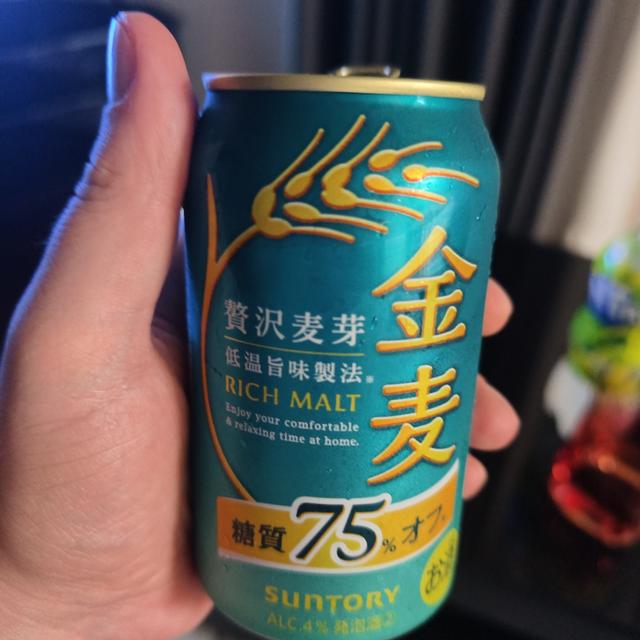 金麦
贅沢麦芽
低温旨味製法※
RICH MALT
Enjoy your comfortable
& relaxing time at home.
糖質75%オフ
SUNTORY
ALC.4% 発泡酒②